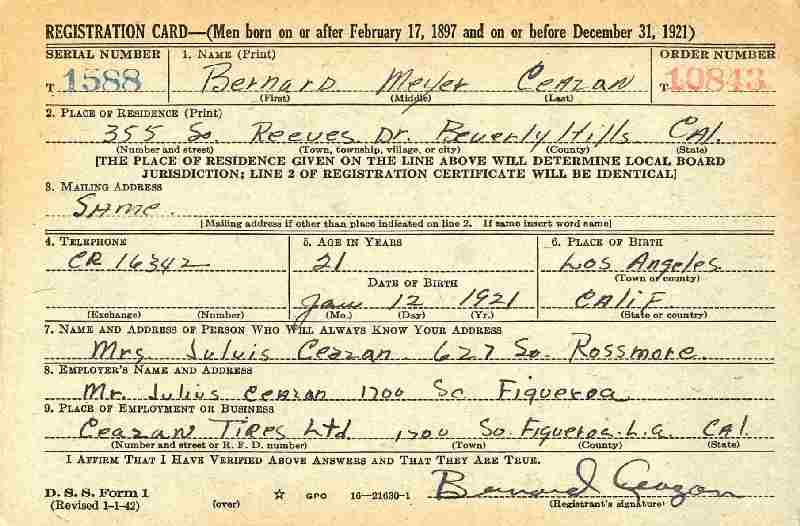 REGISTRATION CARD—(Men born on or after February 17, 1897 and on or before December 31, 1921)
SERIAL NUMBER 1. NAME (Print) ORDER NUMBER
T 1588 Bernard Meyer Ceazan T 10843
(First) (Middle) (Last)
2. PLACE OF RESIDENCE (Print)
355 So. Reeves Dr. Beverly Hills CAL.
(Number and street) (Town, township, village, or city) (County) (State)
[THE PLACE OF RESIDENCE GIVEN ON THE LINE ABOVE WILL DETERMINE LOCAL BOARD
JURISDICTION; LINE 2 OF REGISTRATION CERTIFICATE WILL BE IDENTICAL]
3. MAILING ADDRESS
SAme.
[Mailing address if other than place indicated on line 2. If same insert word same]
4. TELEPHONE 5. AGE IN YEARS 6. PLACE OF BIRTH
CR 16342 21 Los Angeles
(Town or county)
DATE OF BIRTH
Jan 12 1921 CALIF.
(Exchange) (Number) (Mo.) (Day) (Yr.) (State or country)
7. NAME AND ADDRESS OF PERSON WHO WILL ALWAYS KNOW YOUR ADDRESS
Mrs Juluis Ceazan 627 So. Rossmore.
8. EMPLOYER'S NAME AND ADDRESS
Mr. Julius Ceazan 1700 So Figueroa
9. PLACE OF EMPLOYMENT OR BUSINESS
Ceazan Tires Ltd 1700 So. Figueroa. L.a. CAL
(Number and street or R. F. D. number) (Town) (County) (State)
I AFFIRM THAT I HAVE VERIFIED ABOVE ANSWERS AND THAT THEY ARE TRUE.
D. S. S. Form 1 Bernard Ceazan
(Revised 1-1-42) (over) ☆ GPO 16—21630-1 (Registrant's signature)